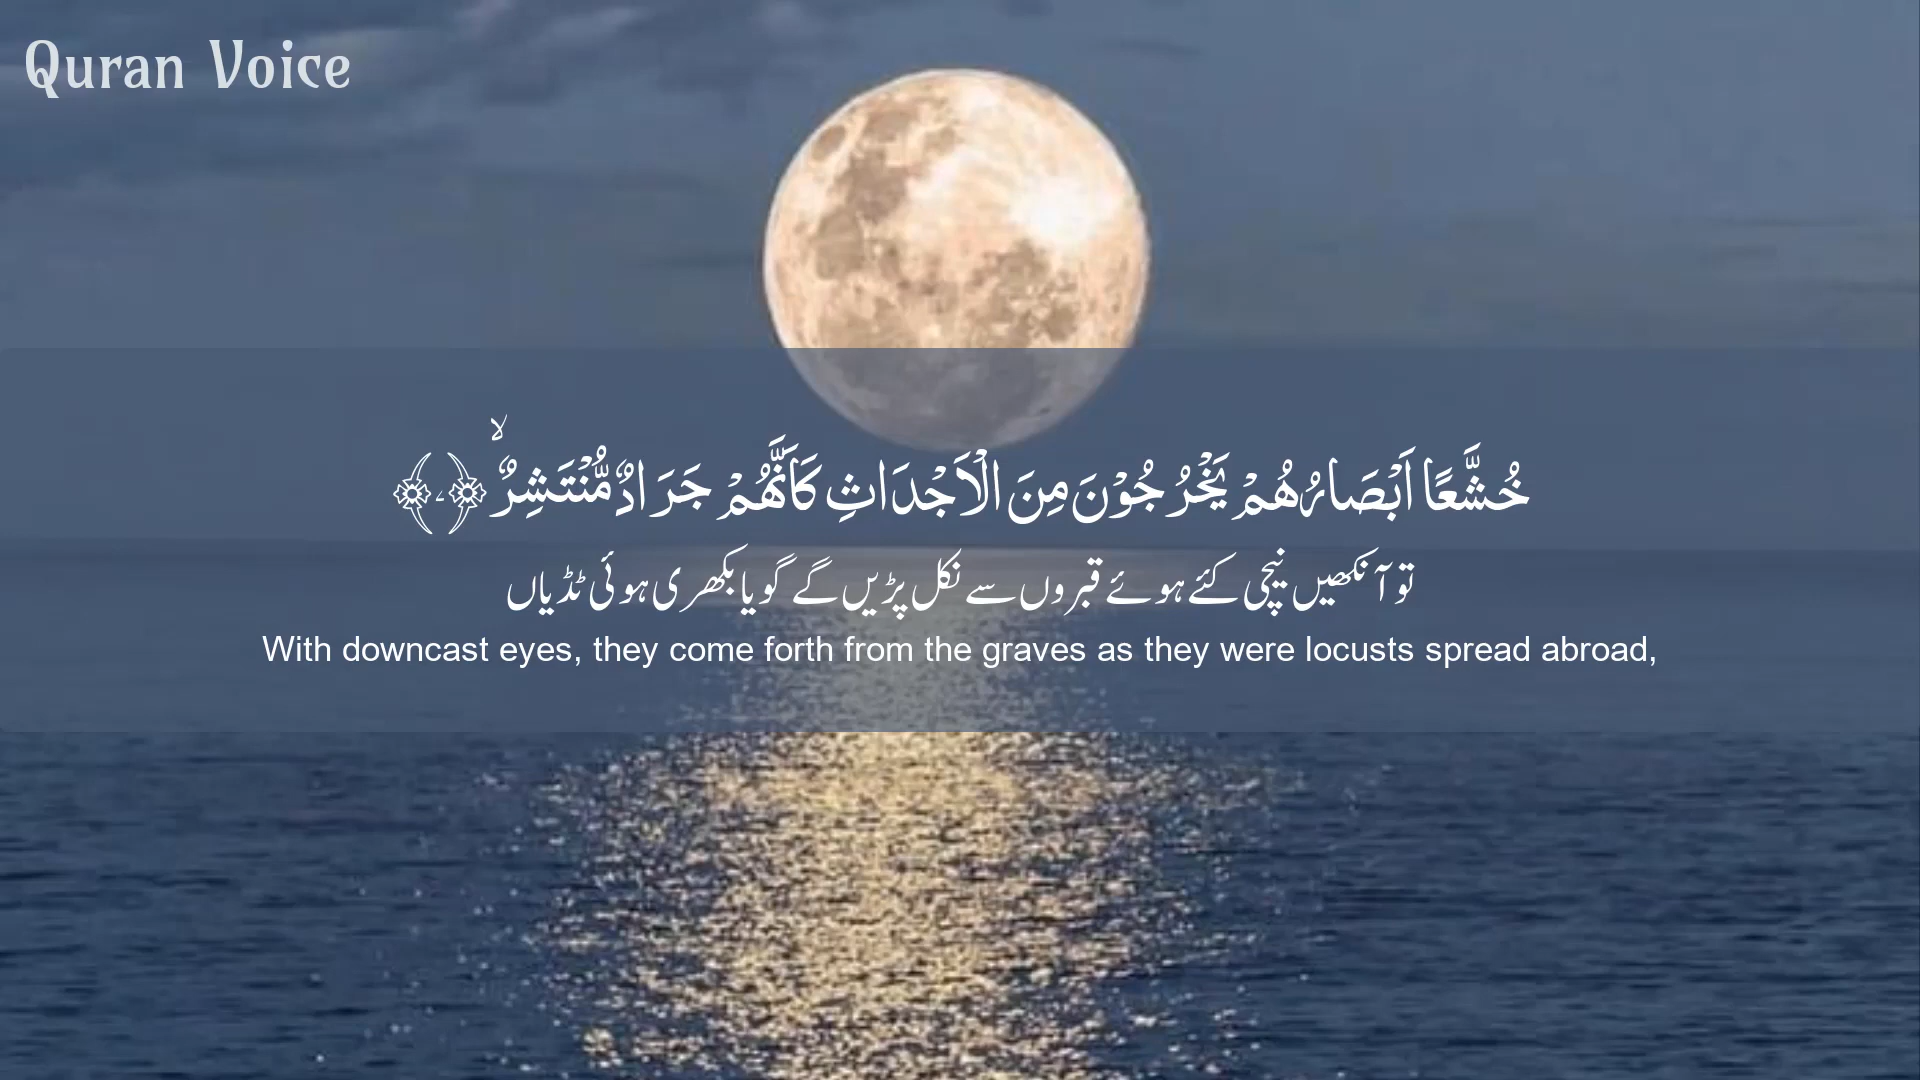 Quran Voice
خُشَّعًا اَبْصَارُهُمْ يَخْرُجُوْنَ مِنَ الْاَجْدَاثِ كَاَنَّهُمْ جَرَادٌ مُّنْتَشِرٌۙ ﴿۷﴾
تو آنکھیں نیچی کئے ہوئے قبروں سے نکل پڑیں گے گویا بکھری ہوئی ٹڈیاں
With downcast eyes, they come forth from the graves as they were locusts spread abroad,